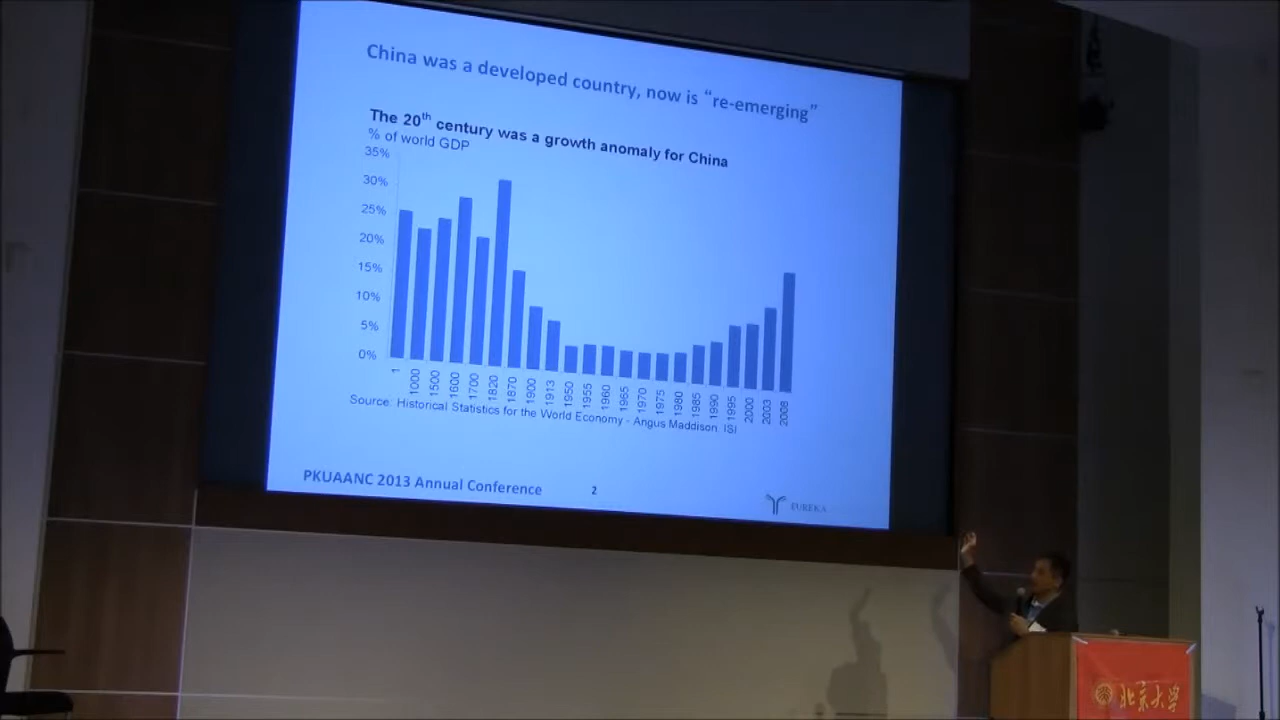 China was a developed country, now is “re-emerging”
The 20th century was a growth anomaly for China
% of world GDP
35%
30%
25%
20%
15%
10%
5%
0%
1 1000 1500 1600 1700 1820 1870 1900 1913 1950 1955 1960 1965 1970 1975 1980 1985 1990 1995 2000 2003 2008
Source: Historical Statistics for the World Economy - Angus Maddison, ISI
PKUAANC 2013 Annual Conference 2
EUREKA
北京大学